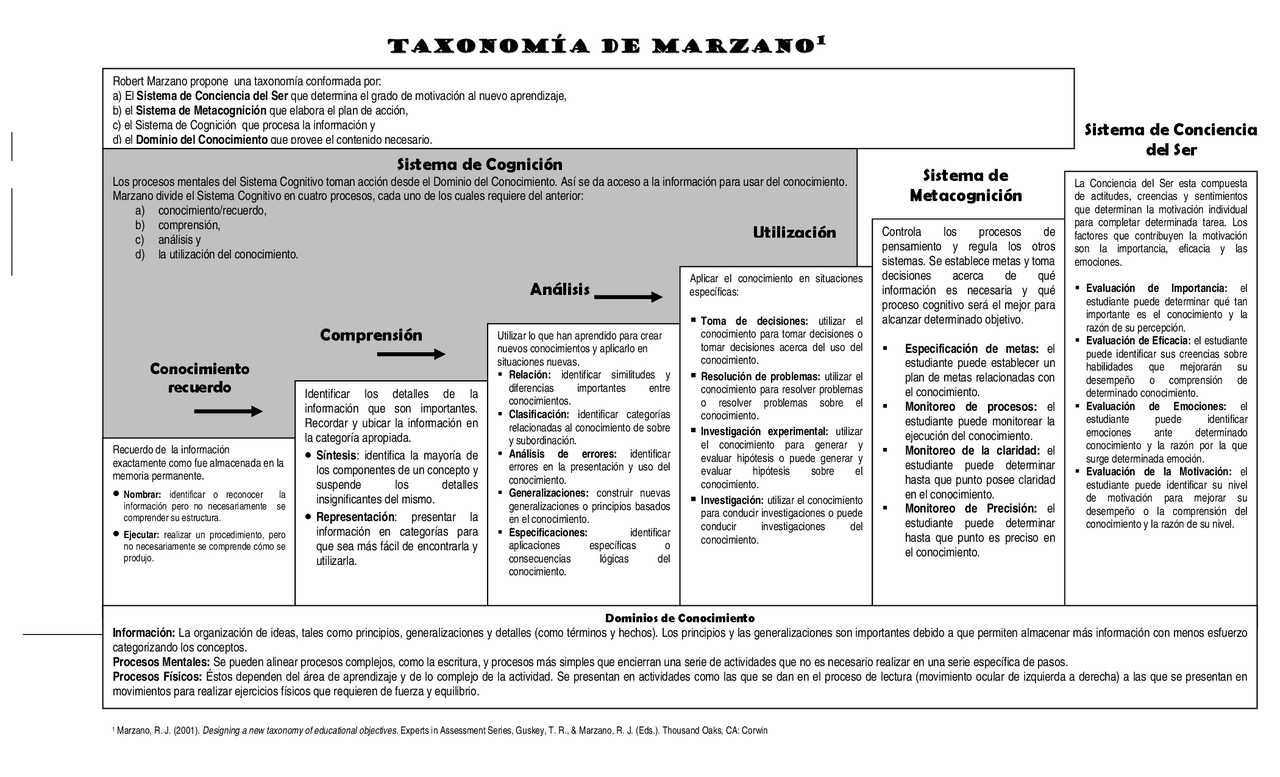 TAXONOMÍA DE MARZANO¹
Robert Marzano propone una taxonomía conformada por:
a) El Sistema de Conciencia del Ser que determina el grado de motivación al nuevo aprendizaje,
b) el Sistema de Metacognición que elabora el plan de acción,
c) el Sistema de Cognición que procesa la información y
d) el Dominio del Conocimiento que provee el contenido necesario.
Sistema de Cognición
Los procesos mentales del Sistema Cognitivo toman acción desde el Dominio del Conocimiento. Así se da acceso a la información para usar del conocimiento.
Marzano divide el Sistema Cognitivo en cuatro procesos, cada uno de los cuales requiere del anterior:
a) conocimiento/recuerdo,
b) comprensión,
c) análisis y
d) la utilización del conocimiento.
Conocimiento
recuerdo
Recuerdo de la información
exactamente como fue almacenada en la
memoria permanente.
● Nombrar: identificar o reconocer la
información pero no necesariamente se
comprender su estructura.
● Ejecutar: realizar un procedimiento, pero
no necesariamente se comprende cómo se
produjo.
Comprensión
Identificar los detalles de la
información que son importantes.
Recordar y ubicar la información en
la categoría apropiada.
● Síntesis: identifica la mayoría de
los componentes de un concepto y
suspende los detalles
insignificantes del mismo.
● Representación: presentar la
información en categorías para
que sea más fácil de encontrarla y
utilizarla.
Análisis
Utilizar lo que han aprendido para crear
nuevos conocimientos y aplicarlo en
situaciones nuevas.
▪ Relación: identificar similitudes y
diferencias importantes entre
conocimientos.
▪ Clasificación: identificar categorías
relacionadas al conocimiento de sobre
y subordinación.
▪ Análisis de errores: identificar
errores en la presentación y uso del
conocimiento.
▪ Generalizaciones: construir nuevas
generalizaciones o principios basados
en el conocimiento.
▪ Especificaciones: identificar
aplicaciones específicas o
consecuencias lógicas del
conocimiento.
Utilización
Aplicar el conocimiento en situaciones
específicas:
▪ Toma de decisiones: utilizar el
conocimiento para tomar decisiones o
tomar decisiones acerca del uso del
conocimiento.
▪ Resolución de problemas: utilizar el
conocimiento para resolver problemas
o resolver problemas sobre el
conocimiento.
▪ Investigación experimental: utilizar
el conocimiento para generar y
evaluar hipótesis o puede generar y
evaluar hipótesis sobre el
conocimiento.
▪ Investigación: utilizar el conocimiento
para conducir investigaciones o puede
conducir investigaciones del
conocimiento.
Sistema de
Metacognición
Controla los procesos de
pensamiento y regula los otros
sistemas. Se establece metas y toma
decisiones acerca de qué
información es necesaria y qué
proceso cognitivo será el mejor para
alcanzar determinado objetivo.
▪ Especificación de metas: el
estudiante puede establecer un
plan de metas relacionadas con
el conocimiento.
▪ Monitoreo de procesos: el
estudiante puede monitorear la
ejecución del conocimiento.
▪ Monitoreo de la claridad: el
estudiante puede determinar
hasta que punto posee claridad
en el conocimiento.
▪ Monitoreo de Precisión: el
estudiante puede determinar
hasta que punto es preciso en
el conocimiento.
Sistema de Conciencia
del Ser
La Conciencia del Ser esta compuesta
de actitudes, creencias y sentimientos
que determinan la motivación individual
para completar determinada tarea. Los
factores que contribuyen la motivación
son la importancia, eficacia y las
emociones.
▪ Evaluación de Importancia: el
estudiante puede determinar qué tan
importante es el conocimiento y la
razón de su percepción.
▪ Evaluación de Eficacia: el estudiante
puede identificar sus creencias sobre
habilidades que mejorarán su
desempeño o comprensión de
determinado conocimiento.
▪ Evaluación de Emociones: el
estudiante puede identificar
emociones ante determinado
conocimiento y la razón por la que
surge determinada emoción.
▪ Evaluación de la Motivación: el
estudiante puede identificar su nivel
de motivación para mejorar su
desempeño o la comprensión del
conocimiento y la razón de su nivel.
Dominios de Conocimiento
Información: La organización de ideas, tales como principios, generalizaciones y detalles (como términos y hechos). Los principios y las generalizaciones son importantes debido a que permiten almacenar más información con menos esfuerzo
categorizando los conceptos.
Procesos Mentales: Se pueden alinear procesos complejos, como la escritura, y procesos más simples que encierran una serie de actividades que no es necesario realizar en una serie específica de pasos.
Procesos Físicos: Éstos dependen del área de aprendizaje y de lo complejo de la actividad. Se presentan en actividades como las que se dan en el proceso de lectura (movimiento ocular de izquierda a derecha) a las que se presentan en
movimientos para realizar ejercicios físicos que requieren de fuerza y equilibrio.
¹ Marzano, R. J. (2001). Designing a new taxonomy of educational objectives. Experts in Assessment Series, Guskey, T. R., & Marzano, R. J. (Eds.). Thousand Oaks, CA: Corwin